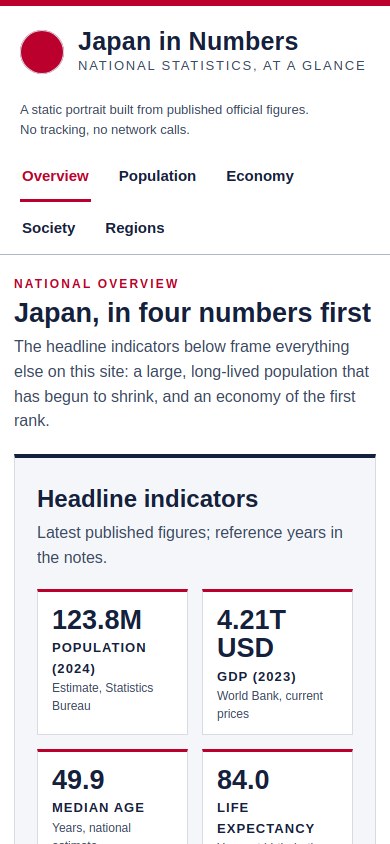 Japan in Numbers
NATIONAL STATISTICS, AT A GLANCE
A static portrait built from published official figures.
No tracking, no network calls.
Overview Population Economy
Society Regions
NATIONAL OVERVIEW
Japan, in four numbers first
The headline indicators below frame everything
else on this site: a large, long-lived population that
has begun to shrink, and an economy of the first
rank.
Headline indicators
Latest published figures; reference years in
the notes.
123.8M
POPULATION
(2024)
Estimate, Statistics
Bureau
4.21T
USD
GDP (2023)
World Bank, current
prices
49.9
MEDIAN AGE
Years, national
84.0
LIFE
EXPECTANCY